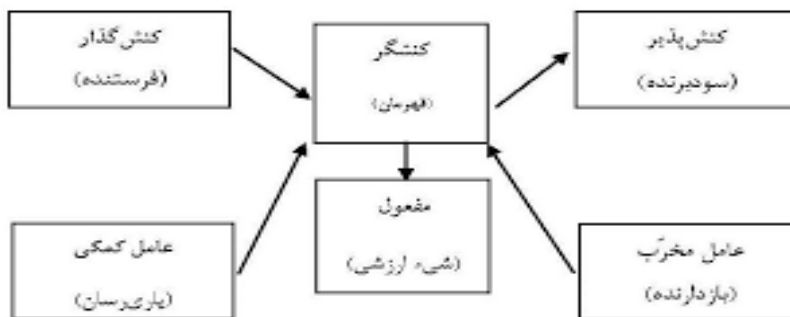 کنش‌گذار
(فرستنده)
کنشگر
(قهرمان)
کنش‌پذیر
(سودبرنده)
عامل کمکی
(یاری‌رسان)
مفعول
(شیء ارزشی)
عامل مخرّب
(بازدارنده)